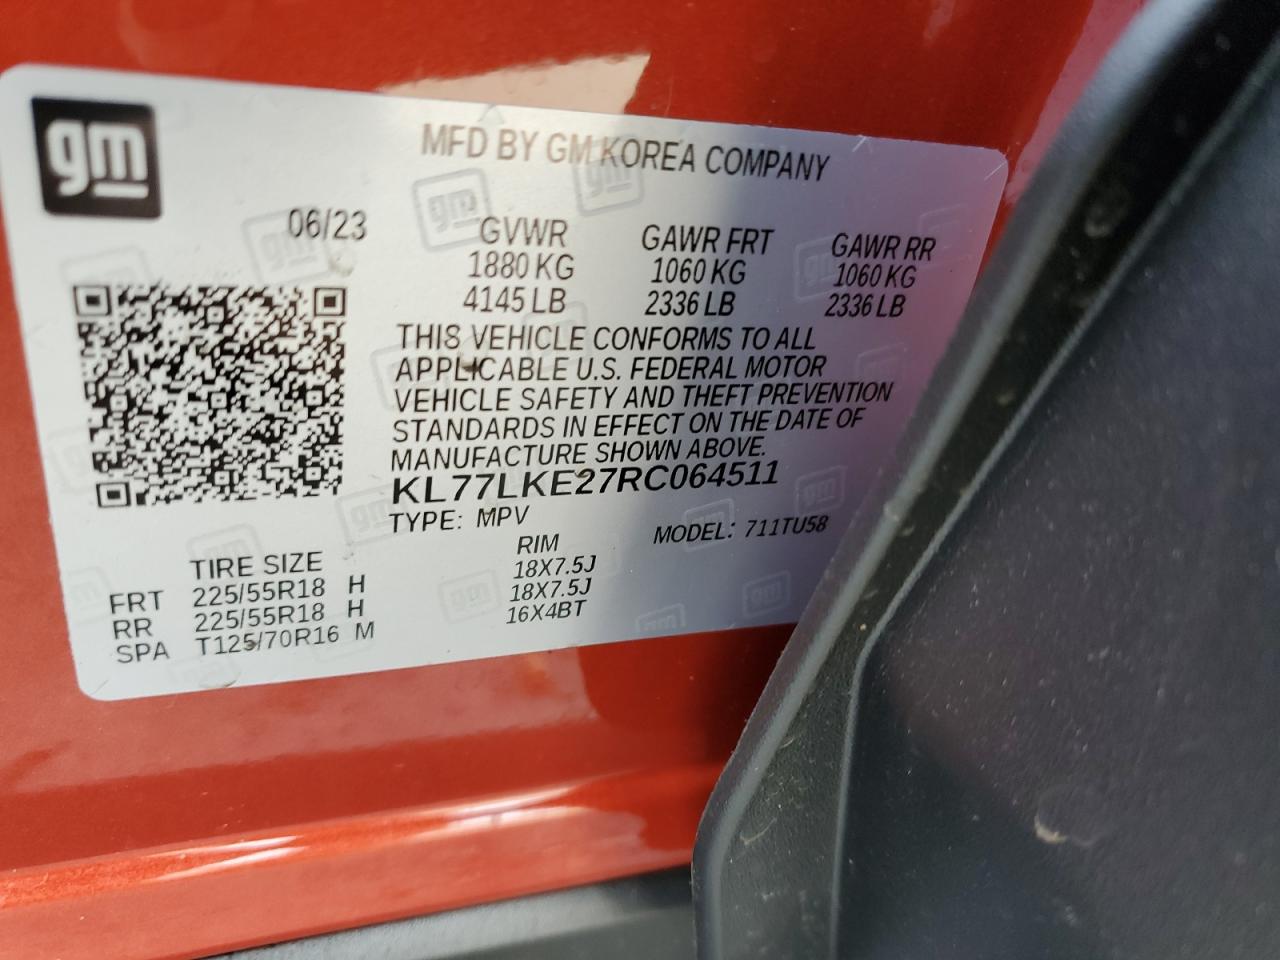 gm
MFD BY GM KOREA COMPANY
06/23 GVWR GAWR FRT GAWR RR
1880 KG 1060 KG 1060 KG
4145 LB 2336 LB 2336 LB
THIS VEHICLE CONFORMS TO ALL
APPLICABLE U.S. FEDERAL MOTOR
VEHICLE SAFETY AND THEFT PREVENTION
STANDARDS IN EFFECT ON THE DATE OF
MANUFACTURE SHOWN ABOVE.
KL77LKE27RC064511
TYPE: MPV MODEL: 711TU58
TIRE SIZE RIM
FRT 225/55R18 H 18X7.5J
RR 225/55R18 H 18X7.5J
SPA T125/70R16 M 16X4BT